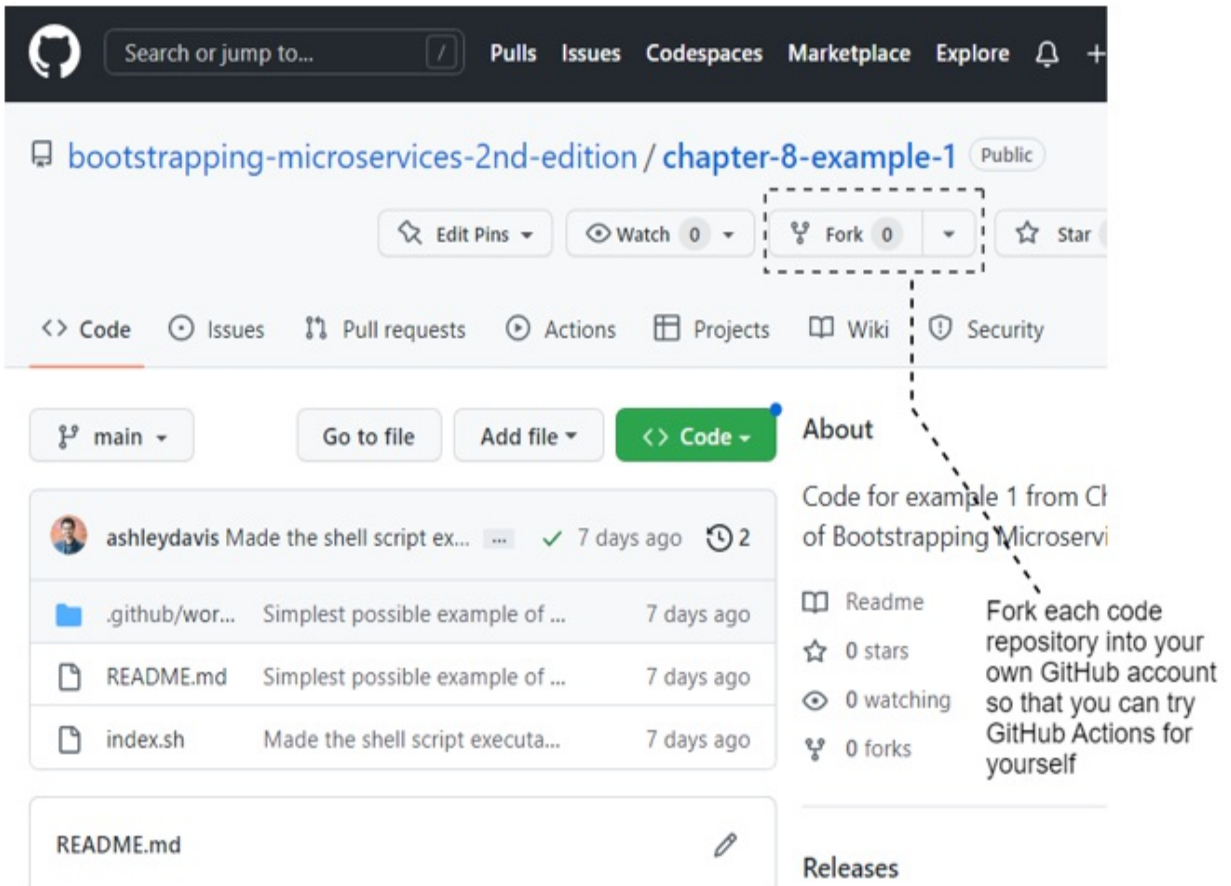 Search or jump to... /
Pulls Issues Codespaces Marketplace Explore
bootstrapping-microservices-2nd-edition / chapter-8-example-1 Public
Edit Pins Watch 0 Fork 0 Star
<> Code Issues Pull requests Actions Projects Wiki Security
main Go to file Add file <> Code
ashleydavis Made the shell script ex... ... 7 days ago 2
.github/wor... Simplest possible example of ... 7 days ago
README.md Simplest possible example of ... 7 days ago
index.sh Made the shell script executa... 7 days ago
README.md
About
Code for example 1 from
of Bootstrapping
Readme
0 stars
0 watching
0 forks
Releases
Fork each code
repository into your
own GitHub account
so that you can try
GitHub Actions for
yourself